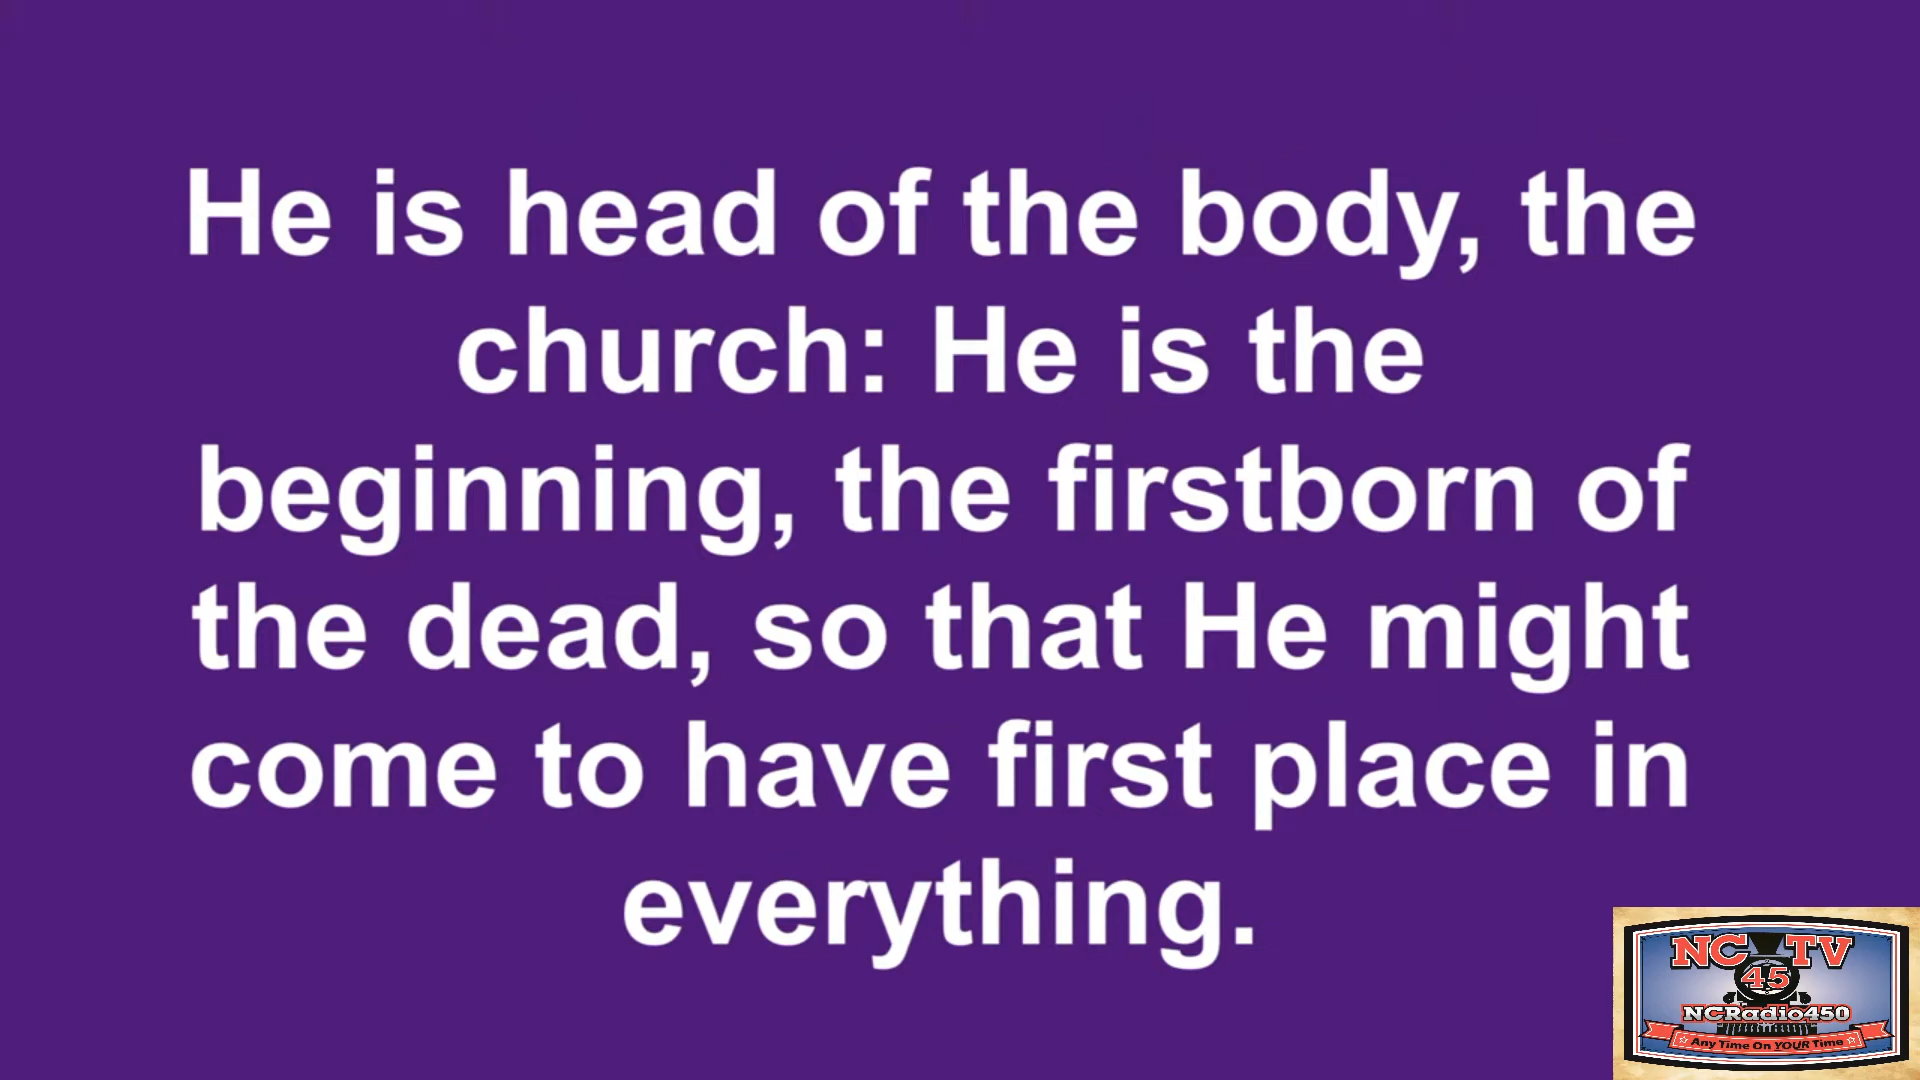 He is head of the body, the
church: He is the
beginning, the firstborn of
the dead, so that He might
come to have first place in
everything.
NC TV
45
NCRadio450
Any Time On YOUR Time